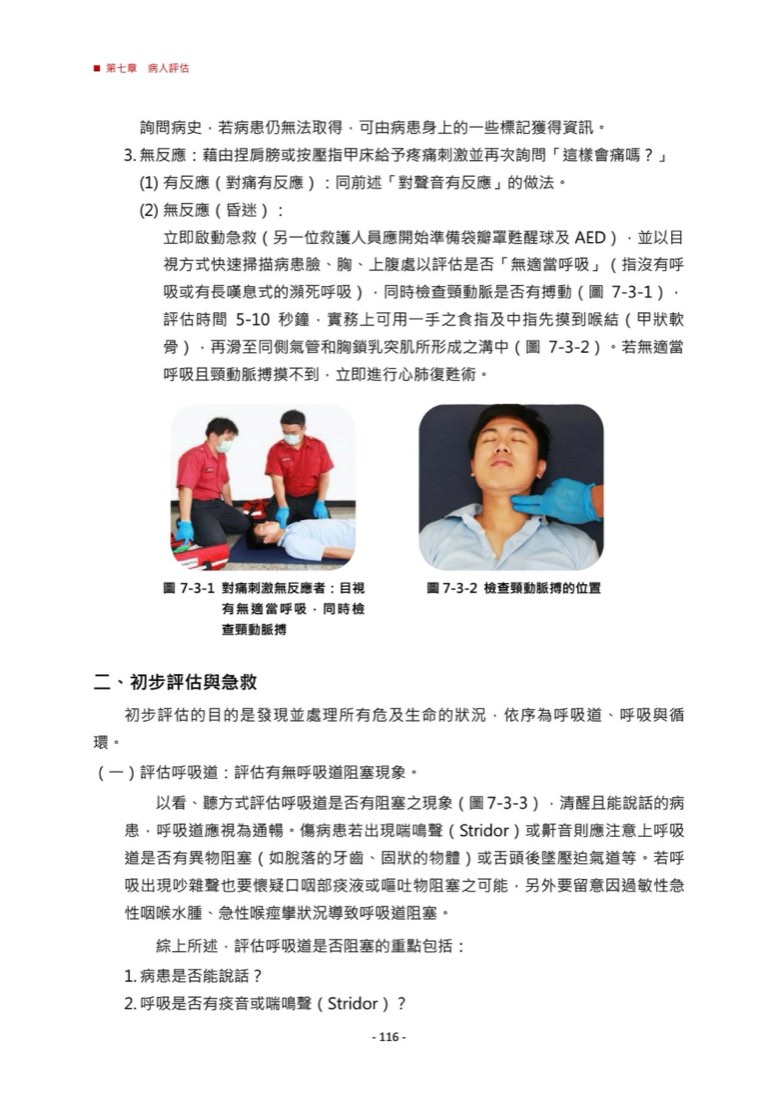 ■ 第七章　病人評估
詢問病史，若病患仍無法取得，可由病患身上的一些標記獲得資訊。
3. 無反應：藉由捏肩膀或按壓指甲床給予疼痛刺激並再次詢問「這樣會痛嗎？」
(1) 有反應（對痛有反應）：同前述「對聲音有反應」的做法。
(2) 無反應（昏迷）：
立即啟動急救（另一位救護人員應開始準備袋瓣罩甦醒球及 AED），並以目
視方式快速掃描病患臉、胸、上腹處以評估是否「無適當呼吸」（指沒有呼
吸或有長嘆息式的瀕死呼吸），同時檢查頸動脈是否有搏動（圖 7-3-1），
評估時間 5-10 秒鐘，實務上可用一手之食指及中指先摸到喉結（甲狀軟
骨），再滑至同側氣管和胸鎖乳突肌所形成之溝中（圖 7-3-2）。若無適當
呼吸且頸動脈搏摸不到，立即進行心肺復甦術。
圖 7-3-1 對痛刺激無反應者：目視
有無適當呼吸，同時檢
查頸動脈搏
圖 7-3-2 檢查頸動脈搏的位置
二、初步評估與急救
初步評估的目的是發現並處理所有危及生命的狀況，依序為呼吸道、呼吸與循
環。
（一）評估呼吸道：評估有無呼吸道阻塞現象。
以看、聽方式評估呼吸道是否有阻塞之現象（圖 7-3-3），清醒且能說話的病
患，呼吸道應視為通暢。傷病患若出現喘鳴聲（Stridor）或鼾音則應注意上呼吸
道是否有異物阻塞（如脫落的牙齒、固狀的物體）或舌頭後墜壓迫氣道等。若呼
吸出現吵雜聲也要懷疑口咽部痰液或嘔吐物阻塞之可能，另外要留意因過敏性急
性咽喉水腫、急性喉痙攣狀況導致呼吸道阻塞。
綜上所述，評估呼吸道是否阻塞的重點包括：
1. 病患是否能說話？
2. 呼吸是否有痰音或喘鳴聲（Stridor）？
- 116 -